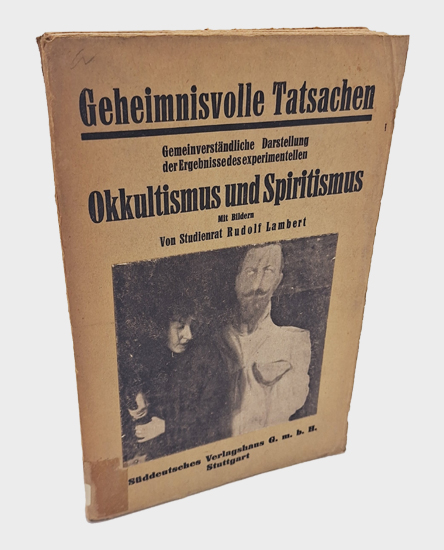 Geheimnisvolle Tatsachen
Gemeinverständliche Darstellung
der Ergebnisse des experimentellen
Okkultismus und Spiritismus
Mit Bildern
Von Studienrat Rudolf Lambert
Süddeutsches Verlagshaus G. m. b. H.
Stuttgart